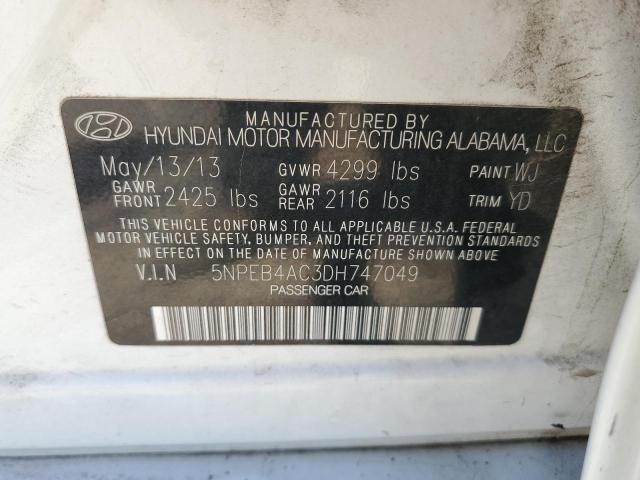 MANUFACTURED BY
HYUNDAI MOTOR MANUFACTURING ALABAMA, LLC
May/13/13 GVWR 4299 lbs PAINT WJ
GAWR FRONT 2425 lbs GAWR REAR 2116 lbs TRIM YD
THIS VEHICLE CONFORMS TO ALL APPLICABLE U.S.A. FEDERAL
MOTOR VEHICLE SAFETY, BUMPER, AND THEFT PREVENTION STANDARDS
IN EFFECT ON THE DATE OF MANUFACTURE SHOWN ABOVE.
V.I.N 5NPEB4AC3DH747049
PASSENGER CAR